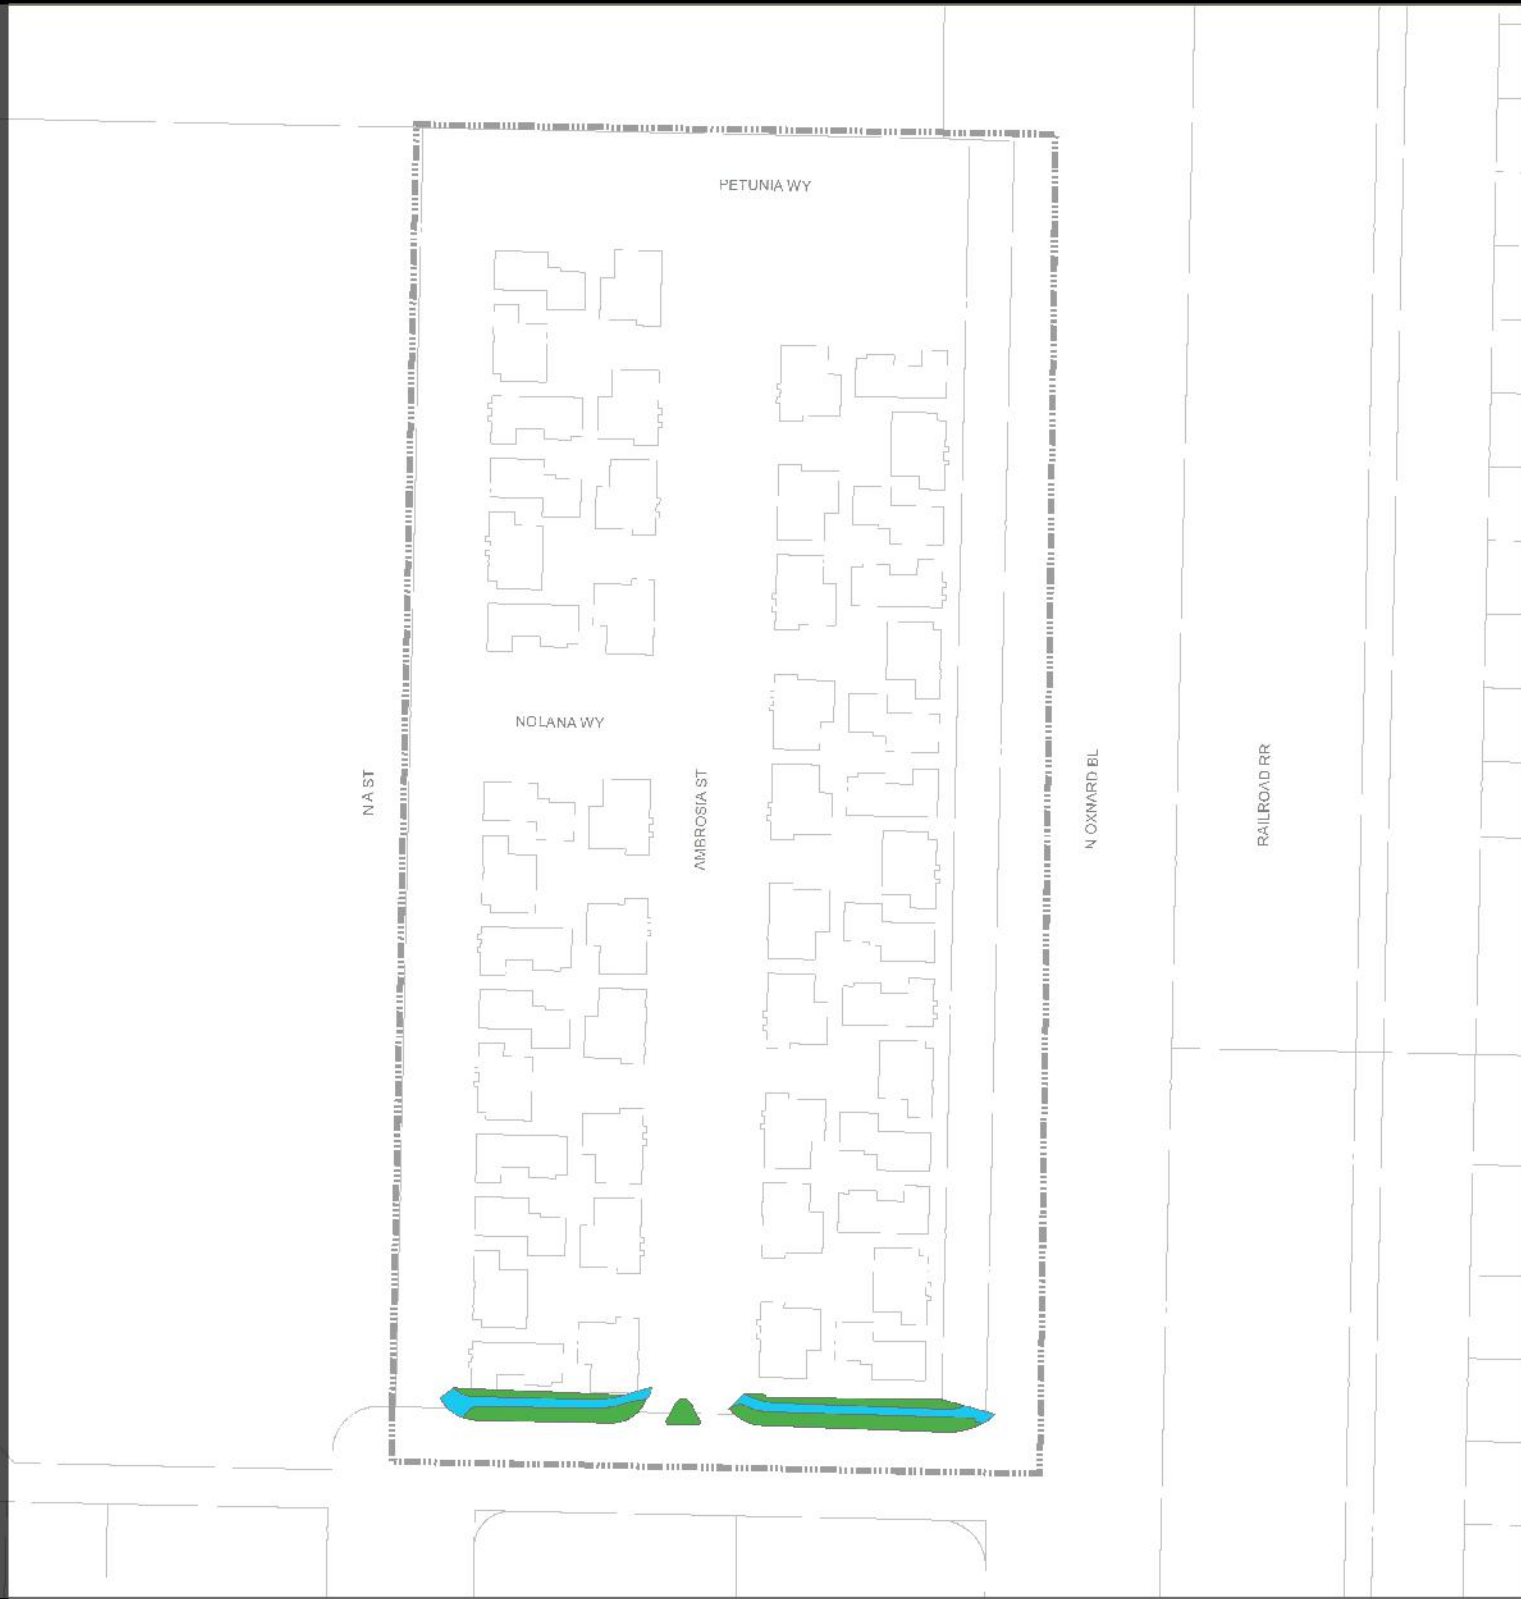 PETUNIA WY
NOLANA WY
N A ST
AMBROSIA ST
N OXNARD BL
RAILROAD RR